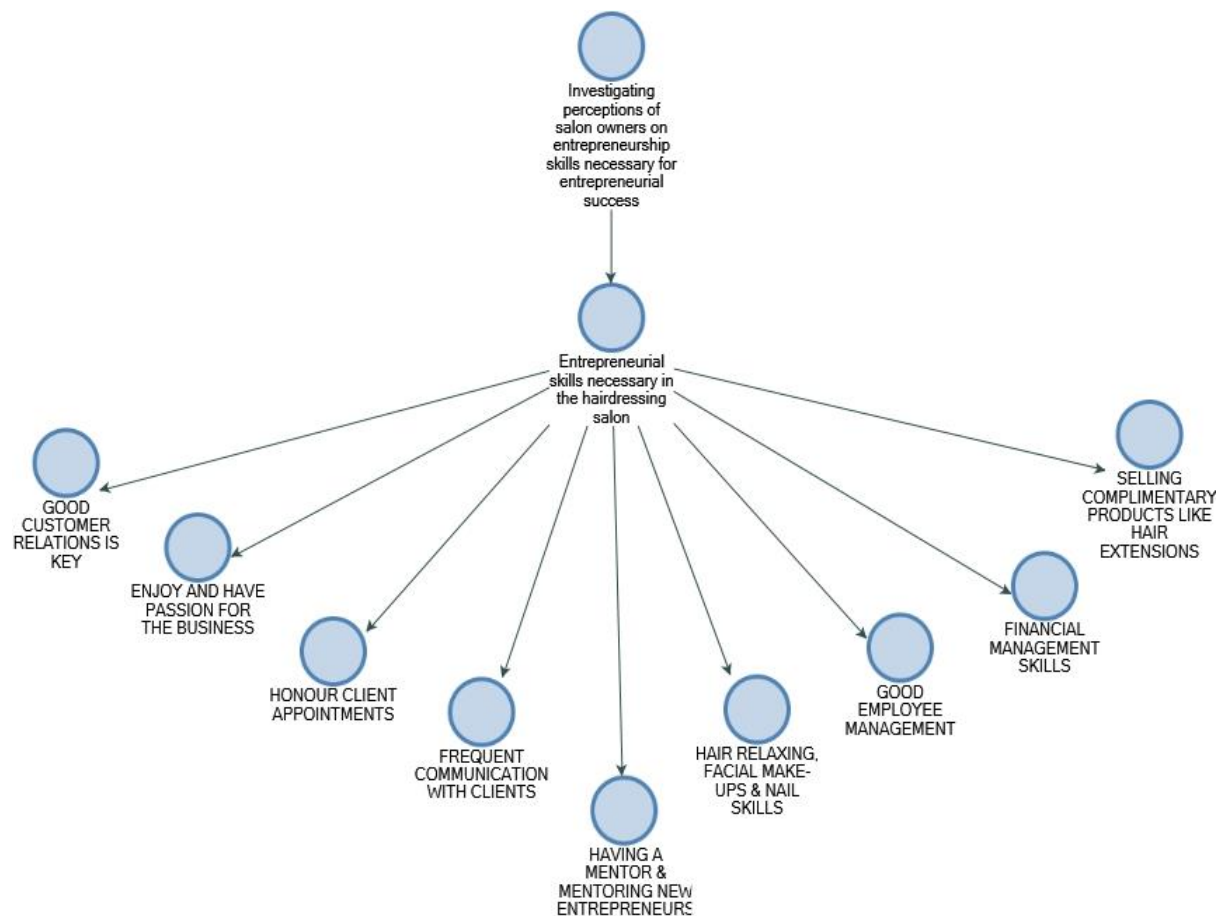 Investigating
perceptions of
salon owners on
entrepreneurship
skills necessary for
entrepreneurial
success
Entrepreneurial
skills necessary in
the hairdressing
salon
GOOD
CUSTOMER
RELATIONS IS
KEY
ENJOY AND HAVE
PASSION FOR
THE BUSINESS
HONOUR CLIENT
APPOINTMENTS
FREQUENT
COMMUNICATION
WITH CLIENTS
HAVING A
MENTOR &
MENTORING NEW
ENTREPRENEURS
HAIR RELAXING,
FACIAL MAKE-
UPS & NAIL
SKILLS
GOOD
EMPLOYEE
MANAGEMENT
FINANCIAL
MANAGEMENT
SKILLS
SELLING
COMPLIMENTARY
PRODUCTS LIKE
HAIR
EXTENSIONS